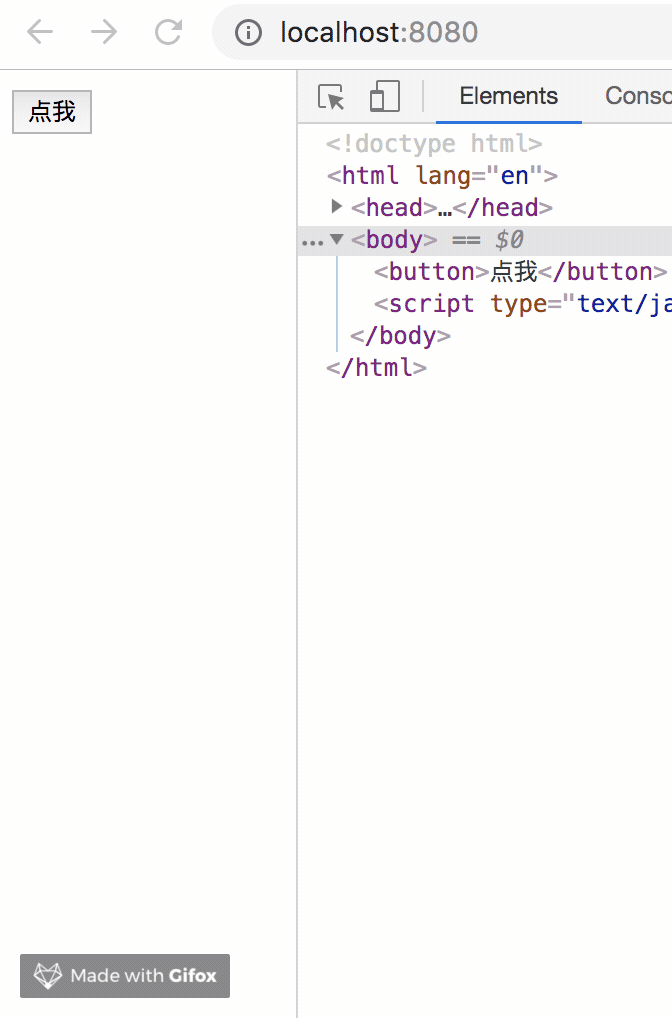 localhost:8080
点我
Elements
Conso
<!doctype html>
<html lang="en">
<head>…</head>
… <body> == $0
<button>点我</button>
<script type="text/ja
</body>
</html>
Made with Gifox